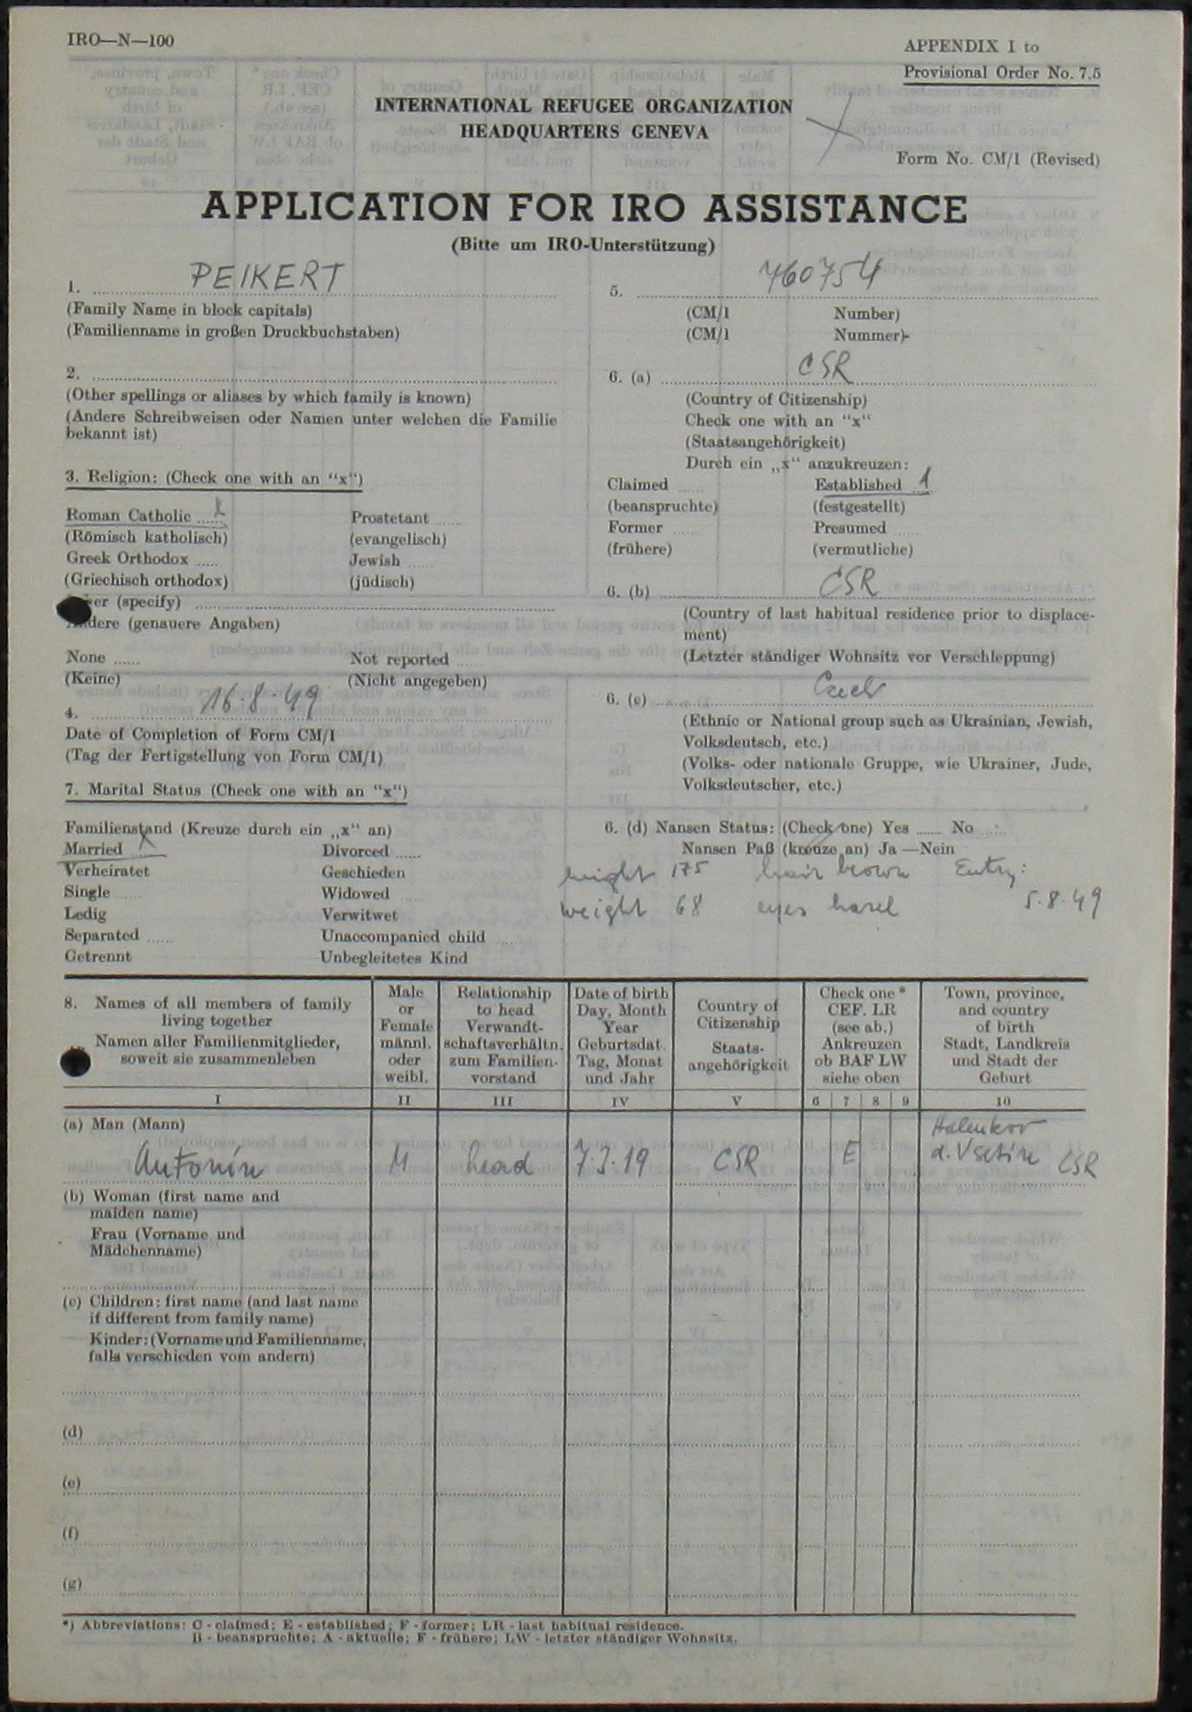 IRO—N—100
APPENDIX I to
Provisional Order No. 7.5
INTERNATIONAL REFUGEE ORGANIZATION
HEADQUARTERS GENEVA
Form No. CM/1 (Revised)
APPLICATION FOR IRO ASSISTANCE
(Bitte um IRO-Unterstützung)
1. PEIKERT
(Family Name in block capitals)
(Familienname in großen Druckbuchstaben)
2.
(Other spellings or aliases by which family is known)
(Andere Schreibweisen oder Namen unter welchen die Familie
bekannt ist)
3. Religion: (Check one with an "x")
Roman Catholic x Prostetant
(Römisch katholisch) (evangelisch)
Greek Orthodox Jewish
(Griechisch orthodox) (jüdisch)
er (specify)
dere (genauere Angaben)
None Not reported
(Keine) (Nicht angegeben)
4. 16.8.49
Date of Completion of Form CM/1
(Tag der Fertigstellung von Form CM/1)
7. Marital Status (Check one with an "x")
Familienstand (Kreuze durch ein „x" an)
Married x Divorced
Verheiratet Geschieden
Single Widowed
Ledig Verwitwet
Separated Unaccompanied child
Getrennt Unbegleitetes Kind
5. 760754
(CM/1 Number)
(CM/1 Nummer)
6. (a) CSR
(Country of Citizenship)
Check one with an "x"
(Staatsangehörigkeit)
Durch ein „x" anzukreuzen:
Claimed Established 1
(beanspruchte) (festgestellt)
Former Presumed
(frühere) (vermutliche)
6. (b) CSR
(Country of last habitual residence prior to displace-
ment)
(Letzter ständiger Wohnsitz vor Verschleppung)
6. (c) Czech
(Ethnic or National group such as Ukrainian, Jewish,
Volksdeutsch, etc.)
(Volks- oder nationale Gruppe, wie Ukrainer, Jude,
Volksdeutscher, etc.)
6. (d) Nansen Status: (Check one) Yes No
Nansen Paß (kreuze an) Ja —Nein
height 175 hair brown Entry:
weight 68 eyes hasel 5.8.49
8. Names of all members of family
living together
Namen aller Familienmitglieder,
soweit sie zusammenleben
Male
or
Female
männl.
oder
weibl.
Relationship
to head
Verwandt-
schaftsverhältn.
zum Familien-
vorstand
Date of birth
Day, Month
Year
Geburtsdat.
Tag, Monat
und Jahr
Country of
Citizenship
Staats-
angehörigkeit
Check one *
CEF. LR
(see ab.)
Ankreuzen
ob BAF LW
siehe oben
Town, province,
and country
of birth
Stadt, Landkreis
und Stadt der
Geburt
I II III IV V 6 7 8 9 10
(a) Man (Mann)
Antonín M head 7.3.19 CSR E Halenkov
d. Vsetín CSR
(b) Woman (first name and
maiden name)
Frau (Vorname und
Mädchenname)
(c) Children: first name (and last name
if different from family name)
Kinder: (Vorname und Familienname,
falls verschieden vom andern)
(d)
(e)
(f)
(g)
*) Abbreviations: C - claimed; E - established; F - former; LR - last habitual residence.
B - beanspruchte; A - aktuelle; F - frühere; LW - letzter ständiger Wohnsitz.